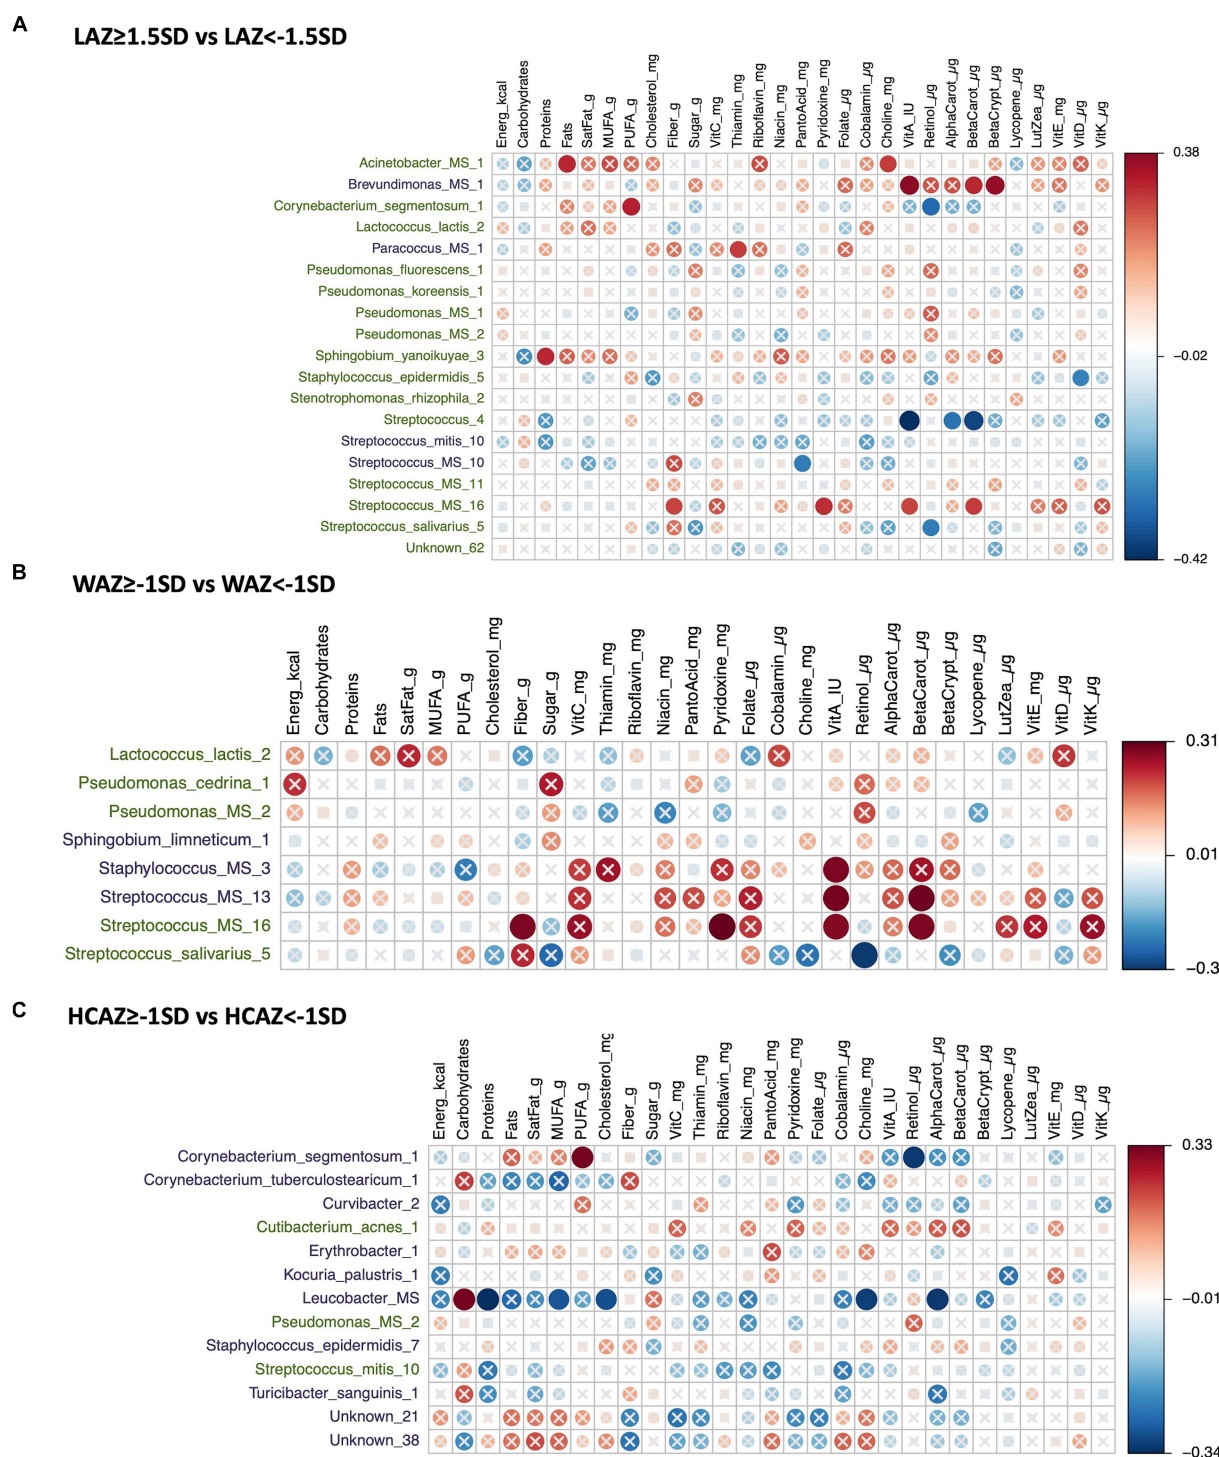 A
LAZ≥1.5SD vs LAZ<-1.5SD
Energ_kcal
Carbohydrates
Proteins
Fats
SatFat_g
MUFA_g
PUFA_g
Cholesterol_mg
Fiber_g
Sugar_g
VitC_mg
Thiamin_mg
Riboflavin_mg
Niacin_mg
PantoAcid_mg
Pyridoxine_mg
Folate_µg
Cobalamin_µg
Choline_mg
VitA_IU
Retinol_µg
AlphaCarot_µg
BetaCarot_µg
BetaCrypt_µg
Lycopene_µg
LutZea_µg
VitE_mg
VitD_µg
VitK_µg
Acinetobacter_MS_1
Brevundimonas_MS_1
Corynebacterium_segmentosum_1
Lactococcus_lactis_2
Paracoccus_MS_1
Pseudomonas_fluorescens_1
Pseudomonas_koreensis_1
Pseudomonas_MS_1
Pseudomonas_MS_2
Sphingobium_yanoikuyae_3
Staphylococcus_epidermidis_5
Stenotrophomonas_rhizophila_2
Streptococcus_4
Streptococcus_mitis_10
Streptococcus_MS_10
Streptococcus_MS_11
Streptococcus_MS_16
Streptococcus_salivarius_5
Unknown_62
0.38
−0.02
−0.42
B
WAZ≥-1SD vs WAZ<-1SD
Energ_kcal
Carbohydrates
Proteins
Fats
SatFat_g
MUFA_g
PUFA_g
Cholesterol_mg
Fiber_g
Sugar_g
VitC_mg
Thiamin_mg
Riboflavin_mg
Niacin_mg
PantoAcid_mg
Pyridoxine_mg
Folate_µg
Cobalamin_µg
Choline_mg
VitA_IU
Retinol_µg
AlphaCarot_µg
BetaCarot_µg
BetaCrypt_µg
Lycopene_µg
LutZea_µg
VitE_mg
VitD_µg
VitK_µg
Lactococcus_lactis_2
Pseudomonas_cedrina_1
Pseudomonas_MS_2
Sphingobium_limneticum_1
Staphylococcus_MS_3
Streptococcus_MS_13
Streptococcus_MS_16
Streptococcus_salivarius_5
0.31
0.01
−0.3
C
HCAZ≥-1SD vs HCAZ<-1SD
Energ_kcal
Carbohydrates
Proteins
Fats
SatFat_g
MUFA_g
PUFA_g
Cholesterol_mg
Fiber_g
Sugar_g
VitC_mg
Thiamin_mg
Riboflavin_mg
Niacin_mg
PantoAcid_mg
Pyridoxine_mg
Folate_µg
Cobalamin_µg
Choline_mg
VitA_IU
Retinol_µg
AlphaCarot_µg
BetaCarot_µg
BetaCrypt_µg
Lycopene_µg
LutZea_µg
VitE_mg
VitD_µg
VitK_µg
Corynebacterium_segmentosum_1
Corynebacterium_tuberculostearicum_1
Curvibacter_2
Cutibacterium_acnes_1
Erythrobacter_1
Kocuria_palustris_1
Leucobacter_MS
Pseudomonas_MS_2
Staphylococcus_epidermidis_7
Streptococcus_mitis_10
Turicibacter_sanguinis_1
Unknown_21
Unknown_38
0.33
−0.01
−0.34